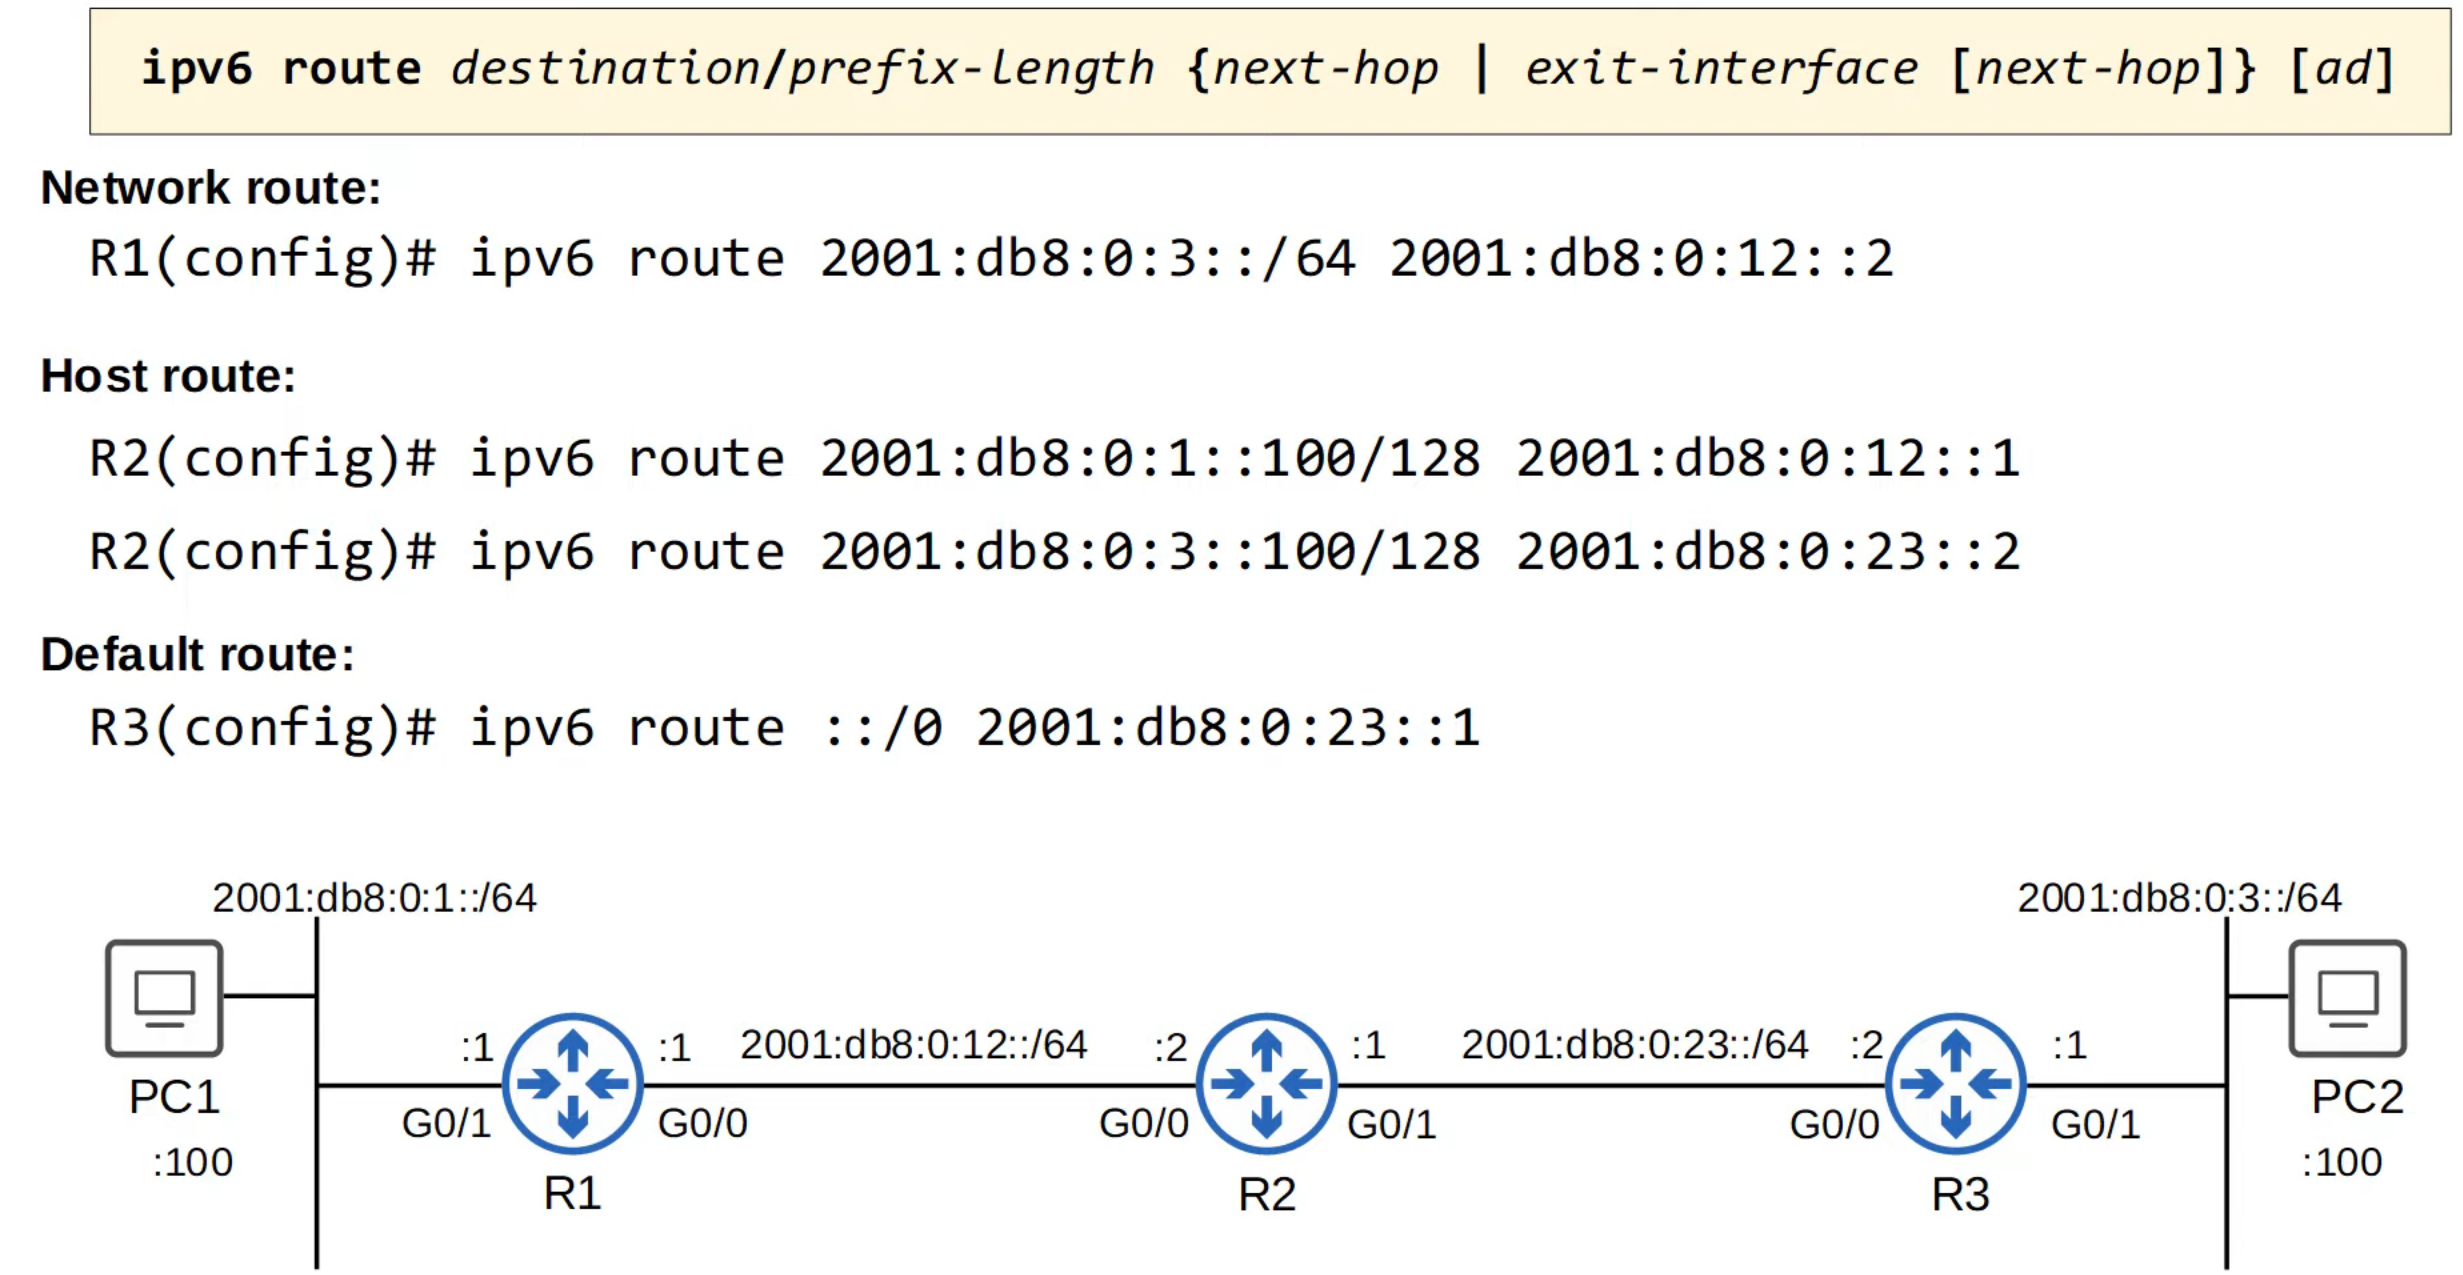 ipv6 route destination/prefix-length {next-hop | exit-interface [next-hop]} [ad]
Network route:
R1(config)# ipv6 route 2001:db8:0:3::/64 2001:db8:0:12::2
Host route:
R2(config)# ipv6 route 2001:db8:0:1::100/128 2001:db8:0:12::1
R2(config)# ipv6 route 2001:db8:0:3::100/128 2001:db8:0:23::2
Default route:
R3(config)# ipv6 route ::/0 2001:db8:0:23::1
2001:db8:0:1::/64
2001:db8:0:3::/64
:1
:1
2001:db8:0:12::/64
:2
:1
2001:db8:0:23::/64
:2
:1
PC1
G0/1
G0/0
G0/0
G0/1
G0/0
G0/1
PC2
:100
R1
R2
R3
:100